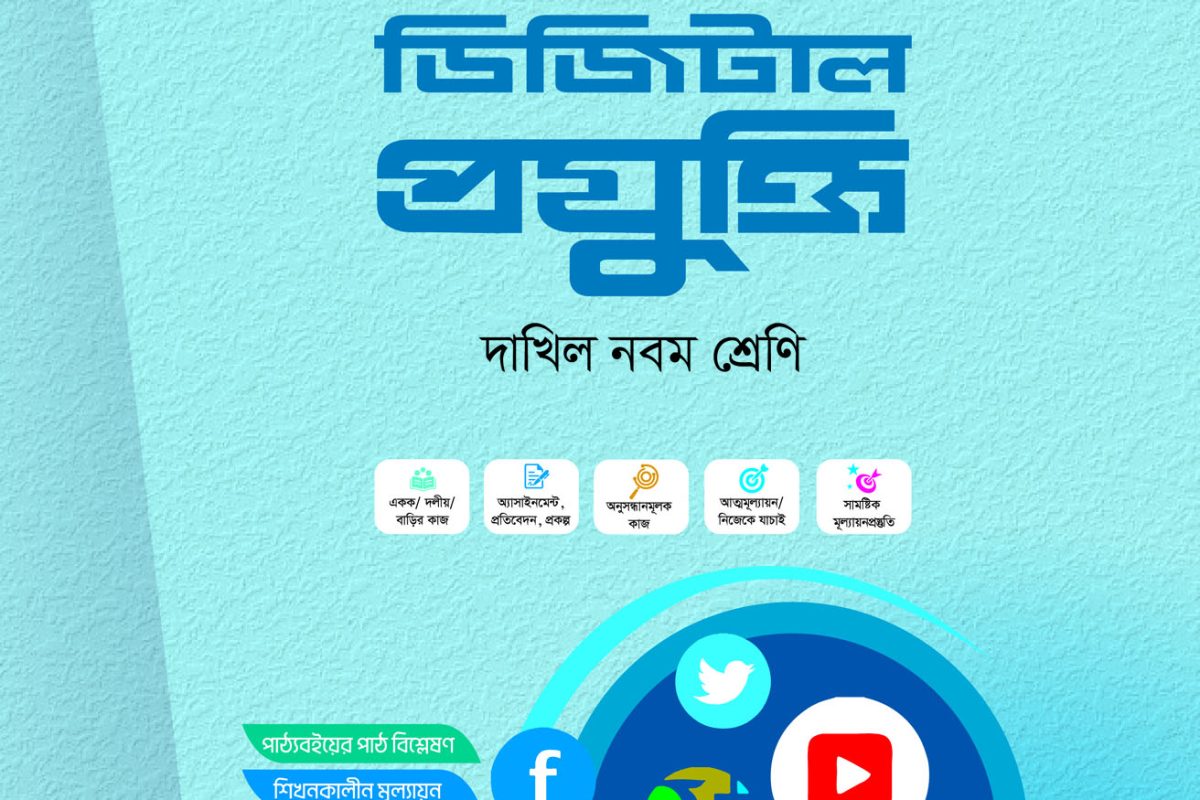 ডিজিটাল
প্রযুক্তি
দাখিল নবম শ্রেণি
একক/ দলীয়/
বাড়ির কাজ
অ্যাসাইনমেন্ট,
প্রতিবেদন, প্রকল্প
অনুসন্ধানমূলক
কাজ
আত্মমূল্যায়ন/
নিজেকে যাচাই
সামষ্টিক
মূল্যায়নপ্রস্তুতি
পাঠ্যবইয়ের পাঠ বিশ্লেষণ
শিখনকালীন মূল্যায়ন
f